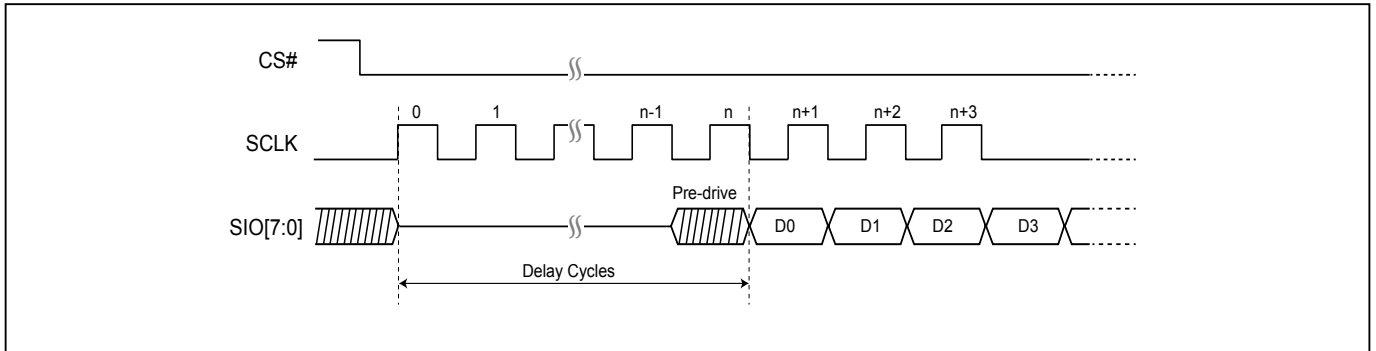 CS#
0 1 n-1 n n+1 n+2 n+3
SCLK
Pre-drive
SIO[7:0] D0 D1 D2 D3
Delay Cycles